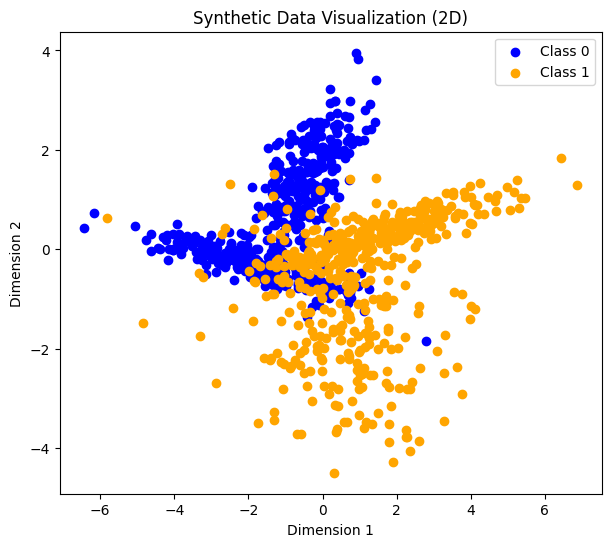 Synthetic Data Visualization (2D)
Class 0
Class 1
4
2
0
−2
−4
Dimension 2
−6 −4 −2 0 2 4 6
Dimension 1